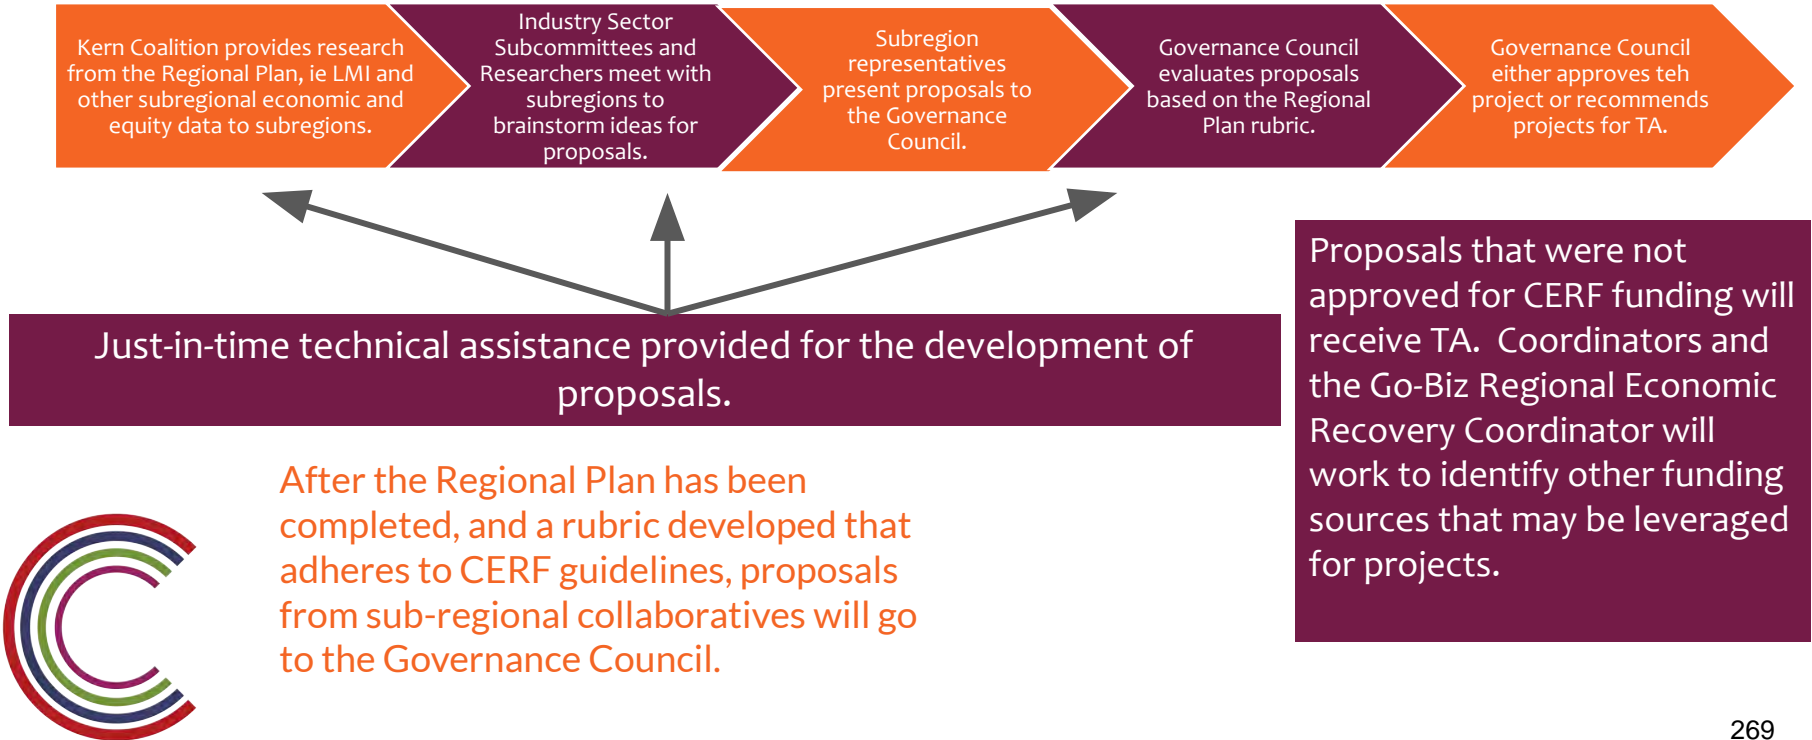 Kern Coalition provides research
from the Regional Plan, ie LMI and
other subregional economic and
equity data to subregions.
Industry Sector
Subcommittees and
Researchers meet with
subregions to
brainstorm ideas for
proposals.
Subregion
representatives
present proposals to
the Governance
Council.
Governance Council
evaluates proposals
based on the Regional
Plan rubric.
Governance Council
either approves teh
project or recommends
projects for TA.
Just-in-time technical assistance provided for the development of
proposals.
Proposals that were not
approved for CERF funding will
receive TA.  Coordinators and
the Go-Biz Regional Economic
Recovery Coordinator will
work to identify other funding
sources that may be leveraged
for projects.
After the Regional Plan has been
completed, and a rubric developed that
adheres to CERF guidelines, proposals
from sub-regional collaboratives will go
to the Governance Council.
269